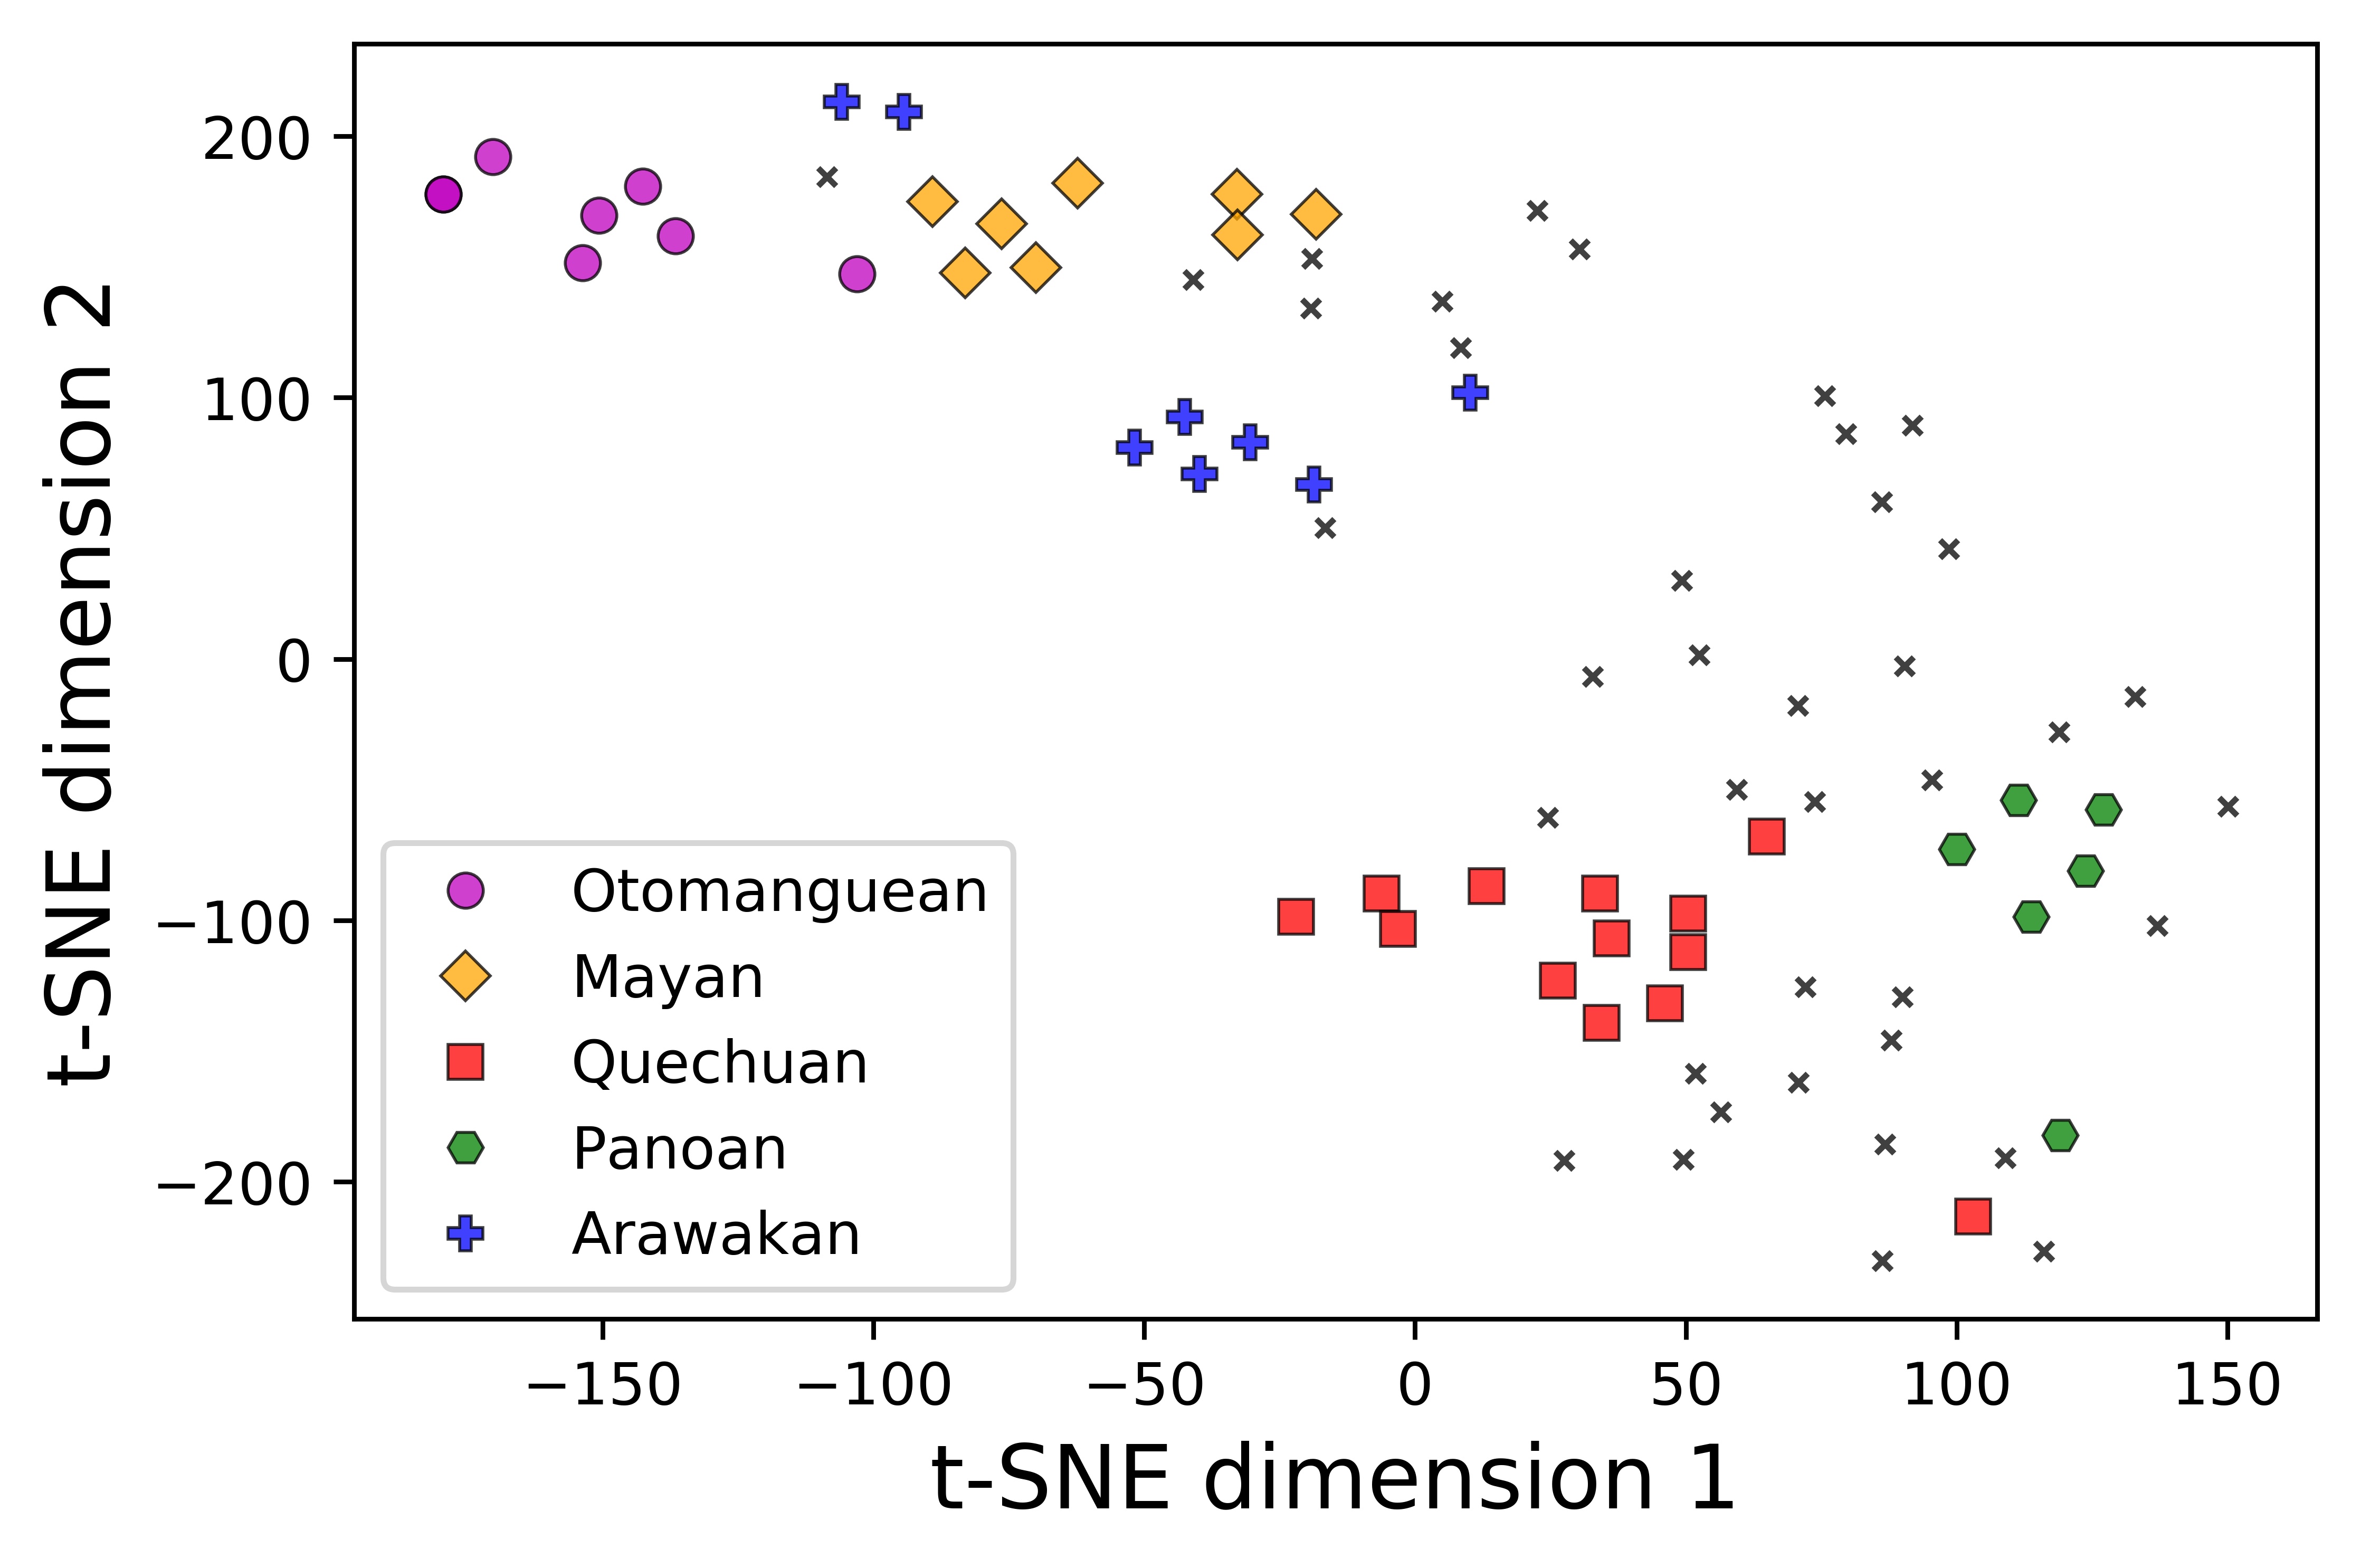 t-SNE dimension 2
200
100
0
−100
−200
Otomanguean
Mayan
Quechuan
Panoan
Arawakan
−150 −100 −50 0 50 100 150
t-SNE dimension 1